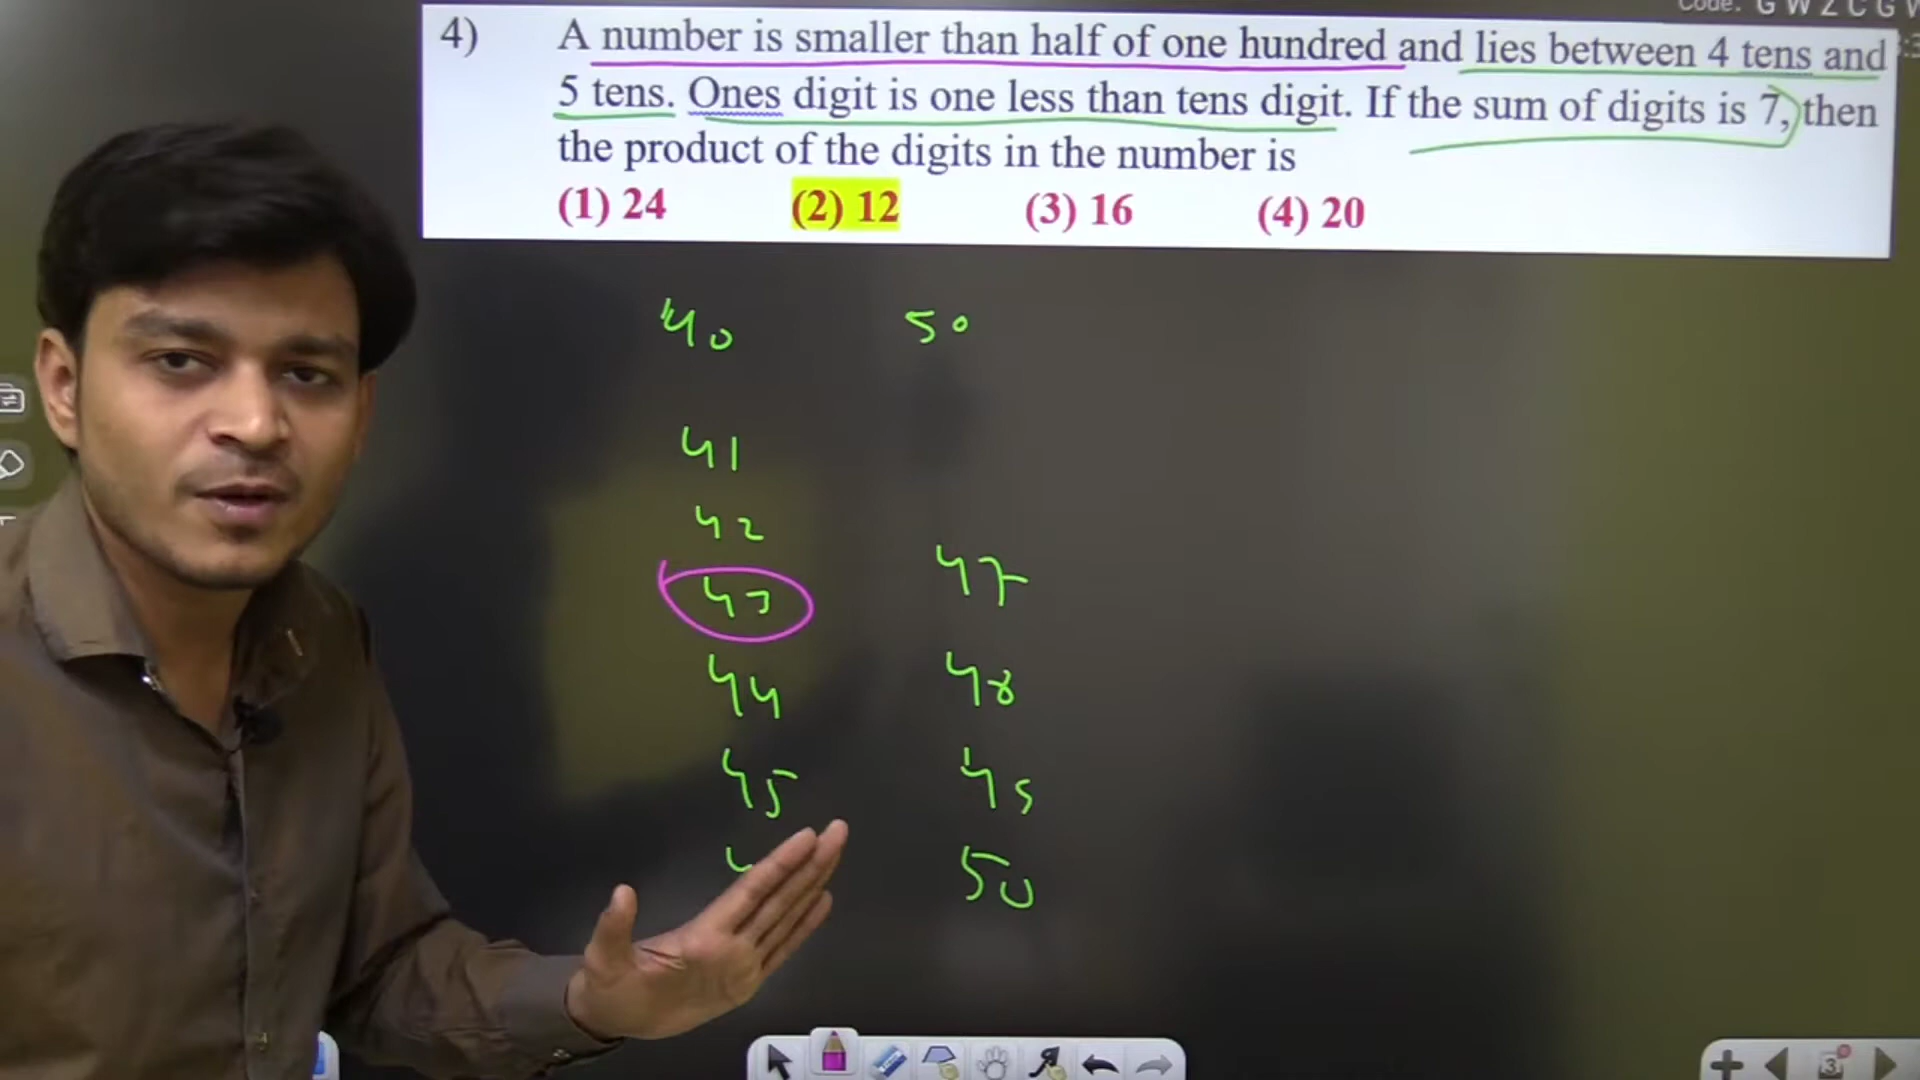 Code: G W Z C G
4) A number is smaller than half of one hundred and lies between 4 tens and
5 tens. Ones digit is one less than tens digit. If the sum of digits is 7, then
the product of the digits in the number is
(1) 24 (2) 12 (3) 16 (4) 20
40 50
41
42
43 47
44 48
45 49
50
3